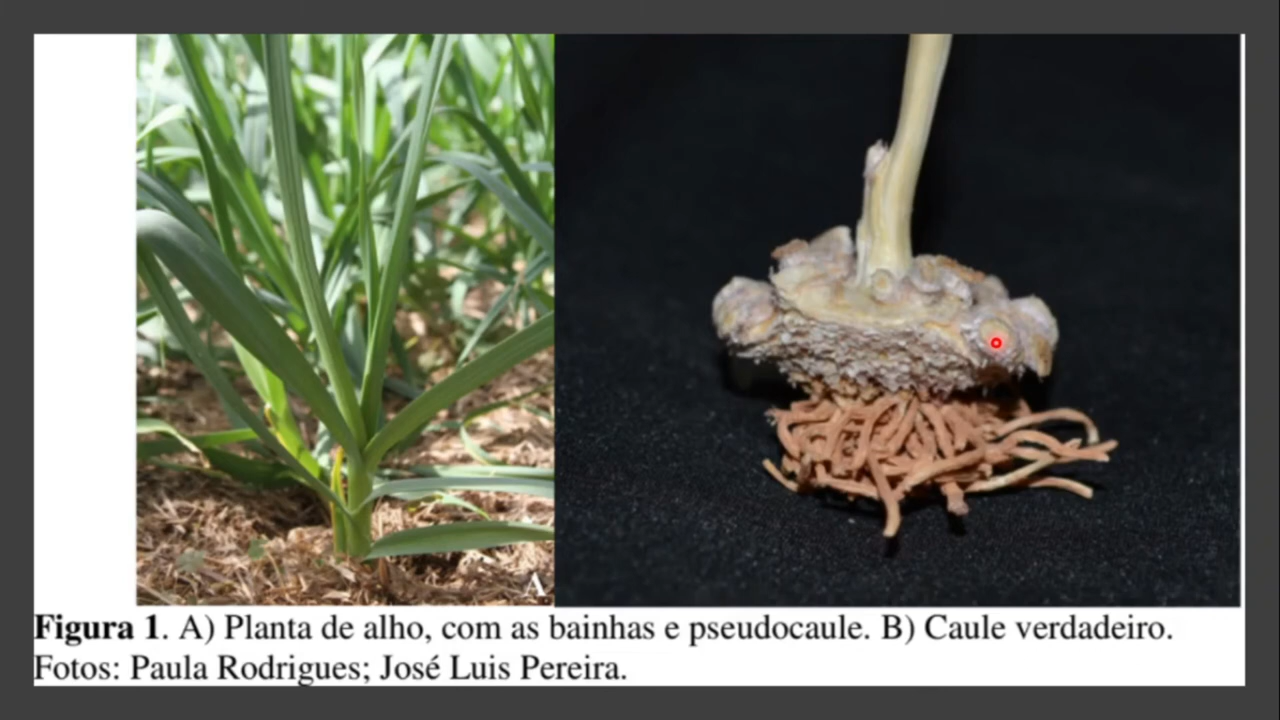 A
Figura 1. A) Planta de alho, com as bainhas e pseudocaule. B) Caule verdadeiro.
Fotos: Paula Rodrigues; José Luis Pereira.